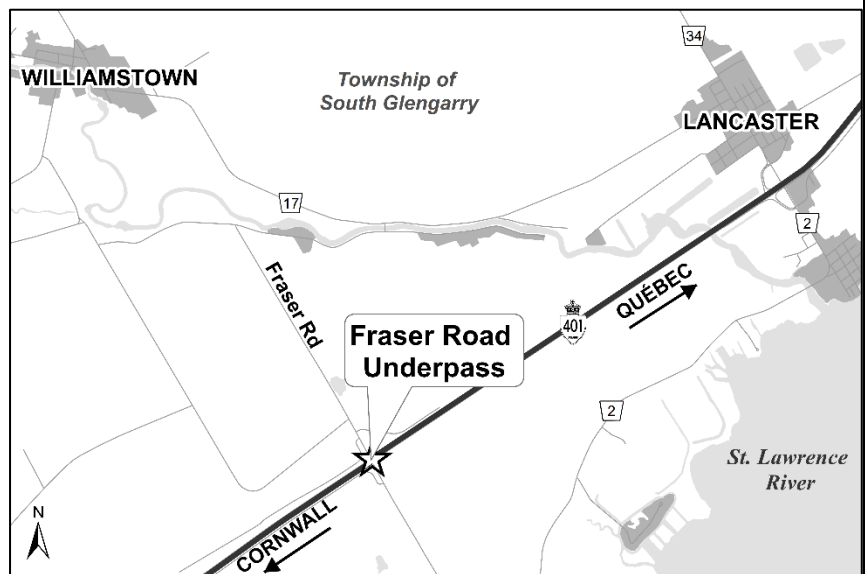 34
WILLIAMSTOWN
Township of
South Glengarry
LANCASTER
17
2
Fraser Rd
QUÉBEC
401
Fraser Road
Underpass
2
St. Lawrence
River
N
CORNWALL